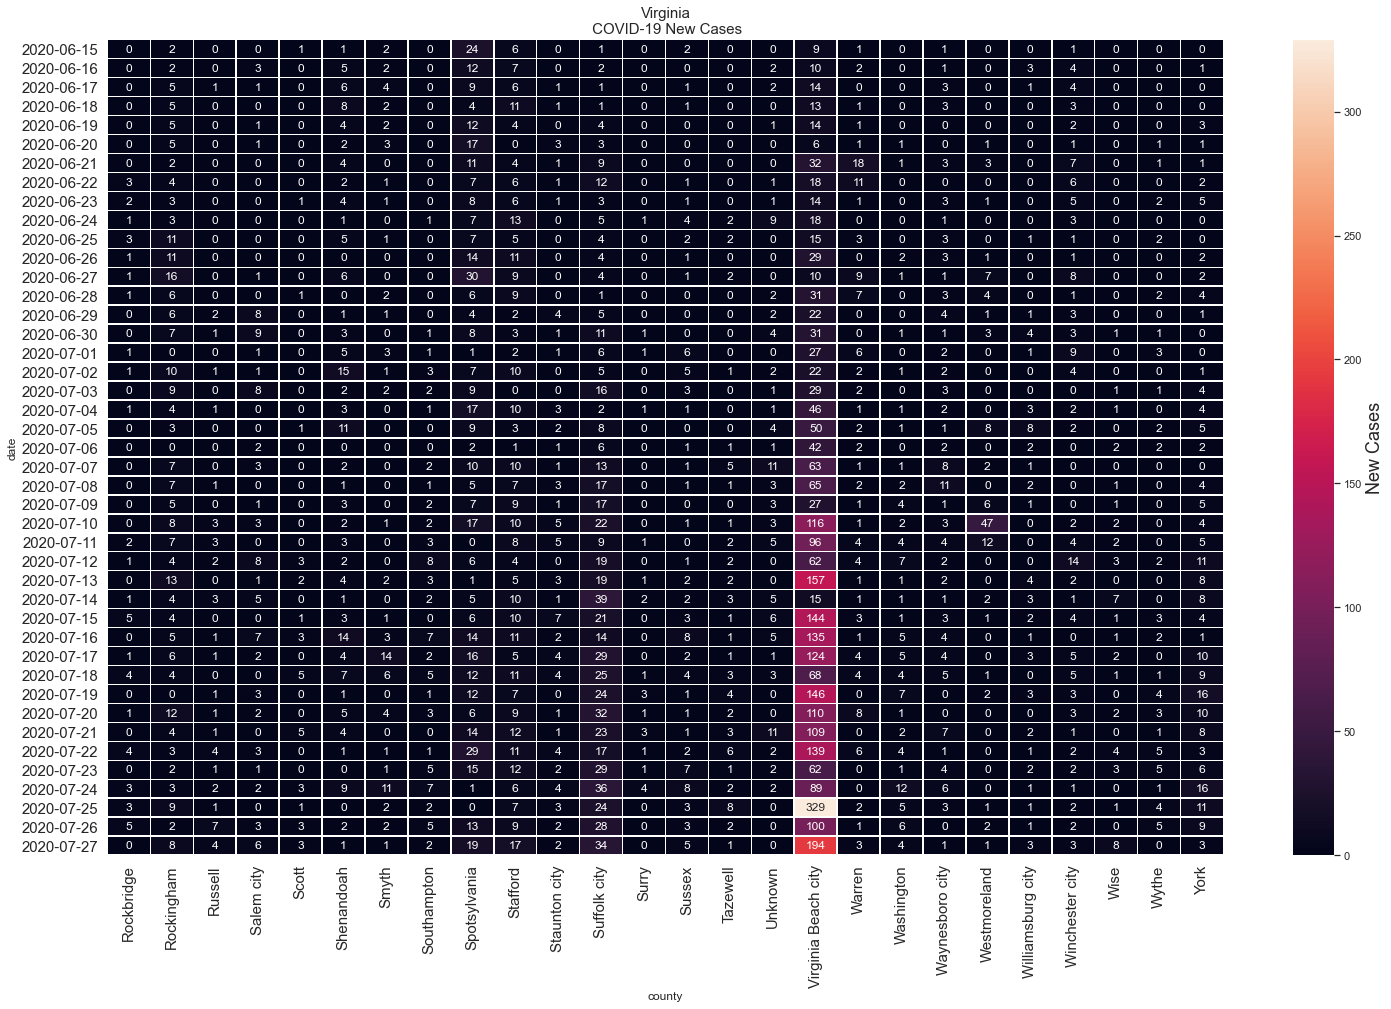 Virginia
COVID-19 New Cases
2020-06-15 0 2 0 0 1 1 2 0 24 6 0 1 0 2 0 0 9 1 0 1 0 0 1 0 0 0
2020-06-16 0 2 0 3 0 5 2 0 12 7 0 2 0 0 0 2 10 2 0 1 0 3 4 0 0 1
2020-06-17 0 5 1 1 0 6 4 0 9 6 1 1 0 1 0 2 14 0 0 3 0 1 4 0 0 0
2020-06-18 0 5 0 0 0 8 2 0 4 11 1 1 0 1 0 0 13 1 0 3 0 0 3 0 0 0
2020-06-19 0 5 0 1 0 4 2 0 12 4 0 4 0 0 0 1 14 1 0 0 0 0 2 0 0 3
2020-06-20 0 5 0 1 0 2 3 0 17 0 3 3 0 0 0 0 6 1 1 0 1 0 1 0 1 1
2020-06-21 0 2 0 0 0 4 0 0 11 4 1 9 0 0 0 0 32 18 1 3 3 0 7 0 1 1
2020-06-22 3 4 0 0 0 2 1 0 7 6 1 12 0 1 0 1 18 11 0 0 0 0 6 0 0 2
2020-06-23 2 3 0 0 1 4 1 0 8 6 1 3 0 1 0 1 14 1 0 3 1 0 5 0 2 5
2020-06-24 1 3 0 0 0 1 0 1 7 13 0 5 1 4 2 9 18 0 0 1 0 0 3 0 0 0
2020-06-25 3 11 0 0 0 5 1 0 7 5 0 4 0 2 2 0 15 3 0 3 0 1 1 0 2 0
2020-06-26 1 11 0 0 0 0 0 0 14 11 0 4 0 1 0 0 29 0 2 3 1 0 1 0 0 2
2020-06-27 1 16 0 1 0 6 0 0 30 9 0 4 0 1 2 0 10 9 1 1 7 0 8 0 0 2
2020-06-28 1 6 0 0 1 0 2 0 6 9 0 1 0 0 0 2 31 7 0 3 4 0 1 0 2 4
2020-06-29 0 6 2 8 0 1 1 0 4 2 4 5 0 0 0 2 22 0 0 4 1 1 3 0 0 1
2020-06-30 0 7 1 9 0 3 0 1 8 3 1 11 1 0 0 4 31 0 1 1 3 4 3 1 1 0
2020-07-01 1 0 0 1 0 5 3 1 1 2 1 6 1 6 0 0 27 6 0 2 0 1 9 0 3 0
2020-07-02 1 10 1 1 0 15 1 3 7 10 0 5 0 5 1 2 22 2 1 2 0 0 4 0 0 1
2020-07-03 0 9 0 8 0 2 2 2 9 0 0 16 0 3 0 1 29 2 0 3 0 0 0 1 1 4
2020-07-04 1 4 1 0 0 3 0 1 17 10 3 2 1 1 0 1 46 1 1 2 0 3 2 1 0 4
2020-07-05 0 3 0 0 1 11 0 0 9 3 2 8 0 0 0 4 50 2 1 1 8 8 2 0 2 5
2020-07-06 0 0 0 2 0 0 0 0 2 1 1 6 0 1 1 1 42 2 0 2 0 2 0 2 2 2
2020-07-07 0 7 0 3 0 2 0 2 10 10 1 13 0 1 5 11 63 1 1 8 2 1 0 0 0 0
2020-07-08 0 7 1 0 0 1 0 1 5 7 3 17 0 1 1 3 65 2 2 11 0 2 0 1 0 4
2020-07-09 0 5 0 1 0 3 0 2 7 9 1 17 0 0 0 3 27 1 4 1 6 1 0 1 0 5
2020-07-10 0 8 3 3 0 2 1 2 17 10 5 22 0 1 1 3 116 1 2 3 47 0 2 2 0 4
2020-07-11 2 7 3 0 0 3 0 3 0 8 5 9 1 0 2 5 96 4 4 4 12 0 4 2 0 5
2020-07-12 1 4 2 8 3 2 0 8 6 4 0 19 0 1 2 0 62 4 7 2 0 0 14 3 2 11
2020-07-13 0 13 0 1 2 4 2 3 1 5 3 19 1 2 2 0 157 1 1 2 0 4 2 0 0 8
2020-07-14 1 4 3 5 0 1 0 2 5 10 1 39 2 2 3 5 15 1 1 1 2 3 1 7 0 8
2020-07-15 5 4 0 0 1 3 1 0 6 10 7 21 0 3 1 6 144 3 1 3 1 2 4 1 3 4
2020-07-16 0 5 1 7 3 14 3 7 14 11 2 14 0 8 1 5 135 1 5 4 0 1 0 1 2 1
2020-07-17 1 6 1 2 0 4 14 2 16 5 4 29 0 2 1 1 124 4 5 4 0 3 5 2 0 10
2020-07-18 4 4 0 0 5 7 6 5 12 11 4 25 1 4 3 3 68 4 4 5 1 0 5 1 1 9
2020-07-19 0 0 1 3 0 1 0 1 12 7 0 24 3 1 4 0 146 0 7 0 2 3 3 0 4 16
2020-07-20 1 12 1 2 0 5 4 3 6 9 1 32 1 1 2 0 110 8 1 0 0 0 3 2 3 10
2020-07-21 0 4 1 0 5 4 0 0 14 12 1 23 3 1 3 11 109 0 2 7 0 2 1 0 1 8
2020-07-22 4 3 4 3 0 1 1 1 29 11 4 17 1 2 6 2 139 6 4 1 0 1 2 4 5 3
2020-07-23 0 2 1 1 0 0 1 5 15 12 2 29 1 7 1 2 62 0 1 4 0 2 2 3 5 6
2020-07-24 3 3 2 2 3 9 11 7 1 6 4 36 4 8 2 2 89 0 12 6 0 1 1 0 1 16
2020-07-25 3 9 1 0 1 0 2 2 0 7 3 24 0 3 8 0 329 2 5 3 1 1 2 1 4 11
2020-07-26 5 2 7 3 3 2 2 5 13 9 2 28 0 3 2 0 100 1 6 0 2 1 2 0 5 9
2020-07-27 0 8 4 6 3 1 1 2 19 17 2 34 0 5 1 0 194 3 4 1 1 3 3 8 0 3
Rockbridge
Rockingham
Russell
Salem city
Scott
Shenandoah
Smyth
Southampton
Spotsylvania
Stafford
Staunton city
Suffolk city
Surry
Sussex
Tazewell
Unknown
Virginia Beach city
Warren
Washington
Waynesboro city
Westmoreland
Williamsburg city
Winchester city
Wise
Wythe
York
county
date
300
250
200
150
100
50
0
New Cases